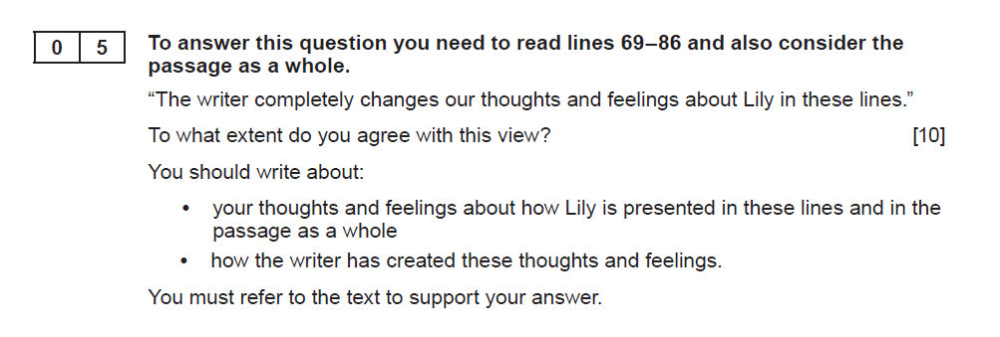 0 5 To answer this question you need to read lines 69–86 and also consider the
passage as a whole.
“The writer completely changes our thoughts and feelings about Lily in these lines.”
To what extent do you agree with this view? [10]
You should write about:
• your thoughts and feelings about how Lily is presented in these lines and in the
passage as a whole
• how the writer has created these thoughts and feelings.
You must refer to the text to support your answer.